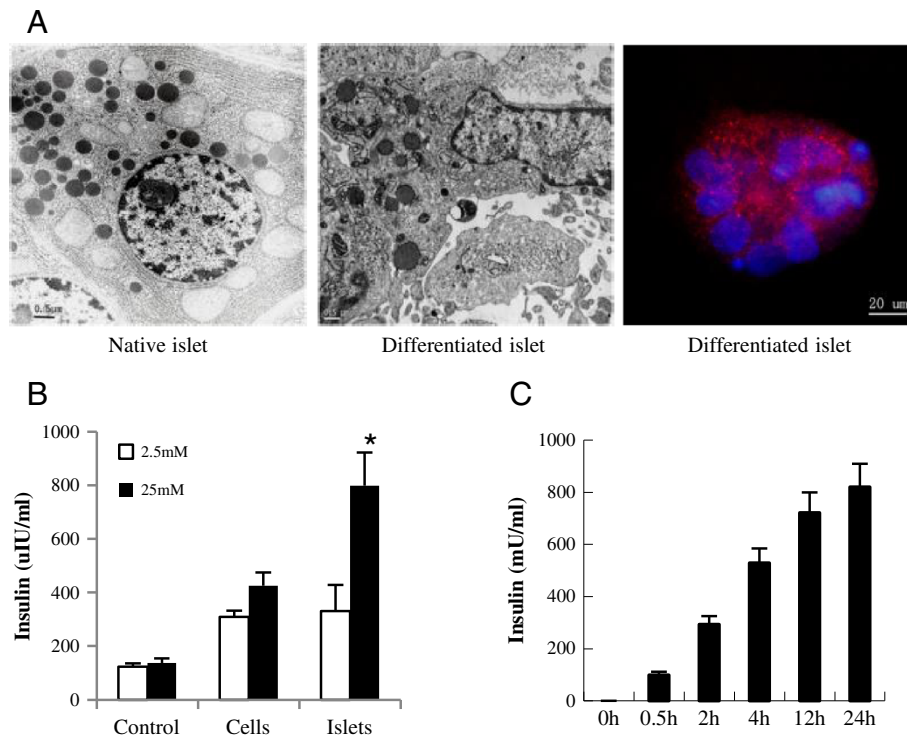 A
0.5µm
20 um
Native islet
Differentiated islet
Differentiated islet
B
1000
800
600
400
200
0
Insulin (uIU/ml)
2.5mM
25mM
*
Control
Cells
Islets
C
1000
800
600
400
200
0
Insulin (mU/ml)
0h
0.5h
2h
4h
12h
24h